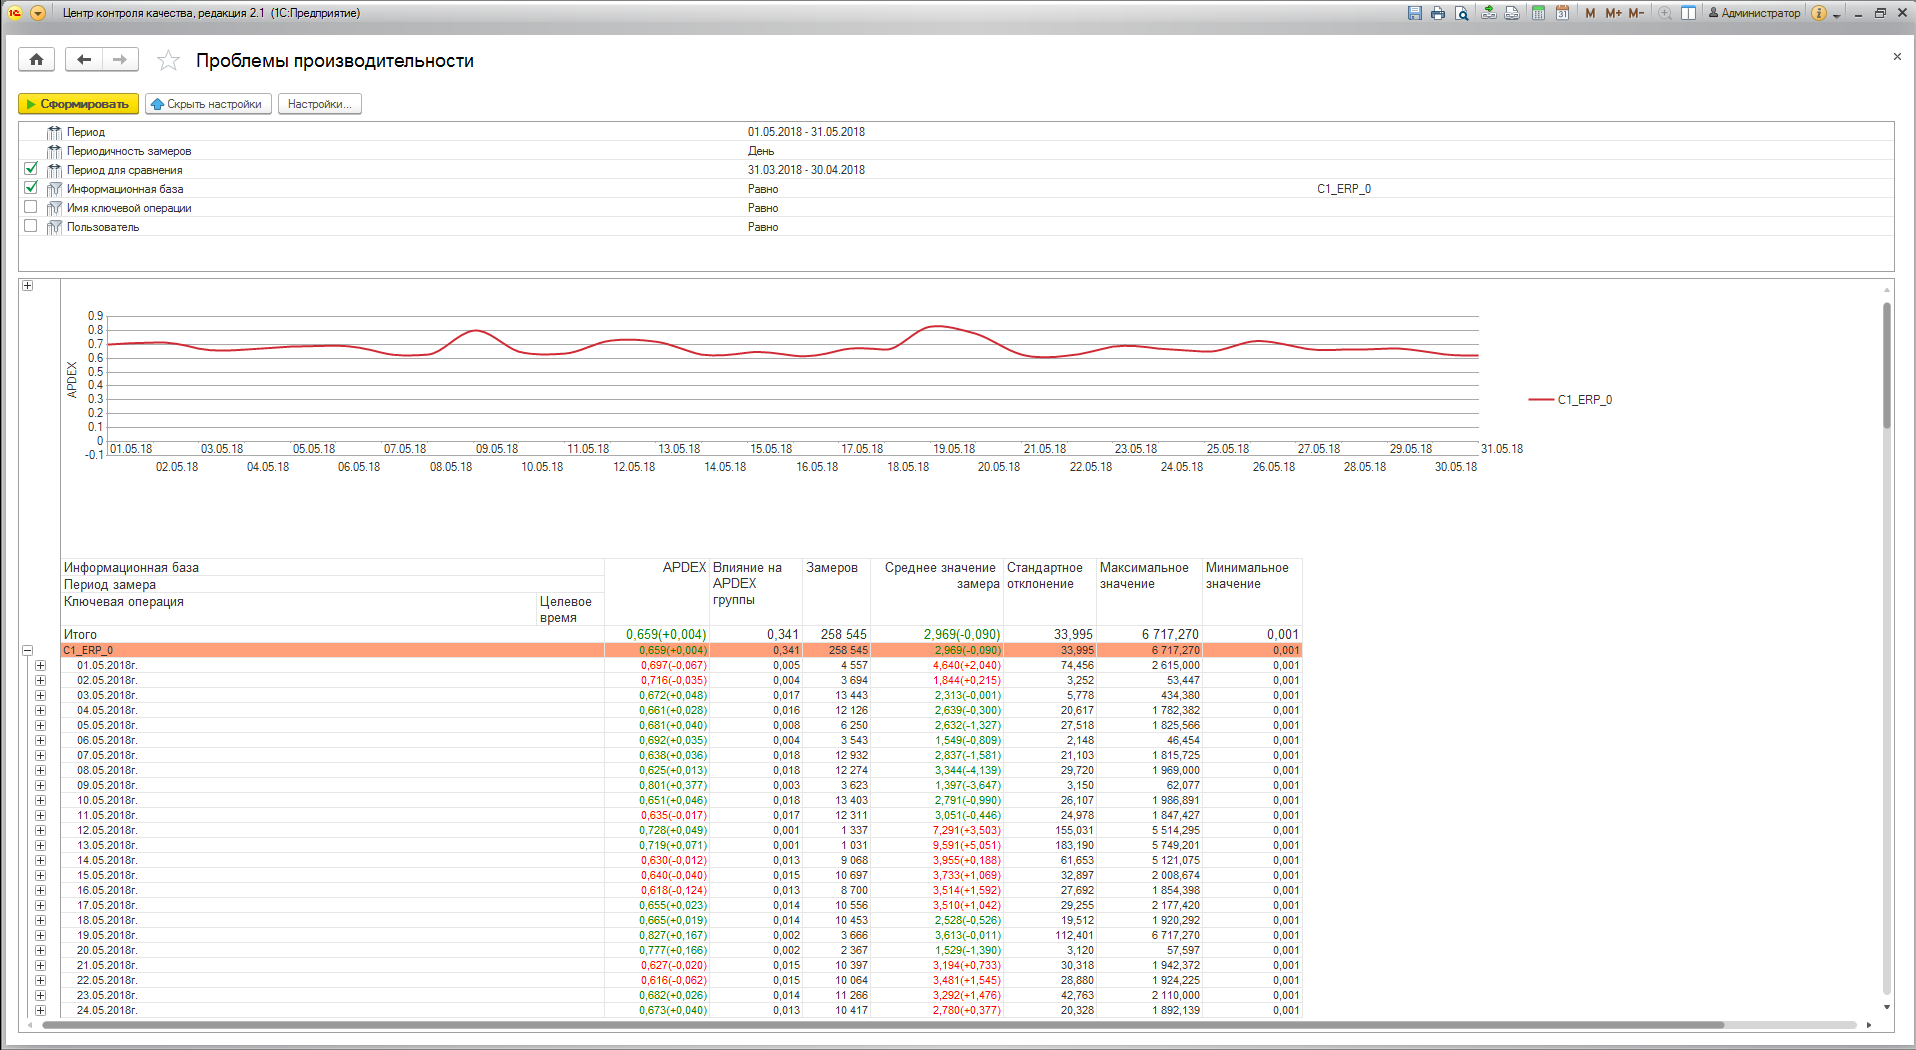 Центр контроля качества, редакция 2.1 (1С:Предприятие)
M M+ M- Администратор
Проблемы производительности
Сформировать Скрыть настройки Настройки...
Период 01.05.2018 - 31.05.2018
Периодичность замеров День
Период для сравнения 31.03.2018 - 30.04.2018
Информационная база Равно C1_ERP_0
Имя ключевой операции Равно
Пользователь Равно
0.9
0.8
0.7
0.6
0.5
0.4
0.3
0.2
0.1
0
-0.1
APDEX
C1_ERP_0
01.05.18 03.05.18 05.05.18 07.05.18 09.05.18 11.05.18 13.05.18 15.05.18 17.05.18 19.05.18 21.05.18 23.05.18 25.05.18 27.05.18 29.05.18 31.05.18
02.05.18 04.05.18 06.05.18 08.05.18 10.05.18 12.05.18 14.05.18 16.05.18 18.05.18 20.05.18 22.05.18 24.05.18 26.05.18 28.05.18 30.05.18
Информационная база APDEX Влияние на Замеров Среднее значение Стандартное Максимальное Минимальное
Период замера APDEX замера отклонение значение значение
Ключевая операция Целевое группы
время
Итого 0,659(+0,004) 0,341 258 545 2,969(-0,090) 33,995 6 717,270 0,001
C1_ERP_0 0,659(+0,004) 0,341 258 545 2,969(-0,090) 33,995 6 717,270 0,001
01.05.2018г. 0,697(-0,067) 0,005 4 557 4,640(+2,040) 74,456 2 615,000 0,001
02.05.2018г. 0,716(-0,035) 0,004 3 694 1,844(+0,215) 3,252 53,447 0,001
03.05.2018г. 0,672(+0,048) 0,017 13 443 2,313(-0,001) 5,778 434,380 0,001
04.05.2018г. 0,661(+0,028) 0,016 12 126 2,639(-0,300) 20,617 1 782,382 0,001
05.05.2018г. 0,681(+0,040) 0,008 6 250 2,632(-1,327) 27,518 1 825,566 0,001
06.05.2018г. 0,692(+0,035) 0,004 3 543 1,549(-0,809) 2,148 46,454 0,001
07.05.2018г. 0,638(+0,036) 0,018 12 932 2,837(-1,581) 21,103 1 815,725 0,001
08.05.2018г. 0,625(+0,013) 0,018 12 274 3,344(-4,139) 29,720 1 969,000 0,001
09.05.2018г. 0,801(+0,377) 0,003 3 623 1,397(-3,647) 3,150 62,077 0,001
10.05.2018г. 0,651(+0,046) 0,018 13 403 2,791(-0,990) 26,107 1 986,891 0,001
11.05.2018г. 0,635(-0,017) 0,017 12 311 3,051(-0,446) 24,978 1 847,427 0,001
12.05.2018г. 0,728(+0,049) 0,001 1 337 7,291(+3,503) 155,031 5 514,295 0,001
13.05.2018г. 0,719(+0,071) 0,001 1 031 9,591(+5,051) 183,190 5 749,201 0,001
14.05.2018г. 0,630(-0,012) 0,013 9 068 3,955(+0,188) 61,653 5 121,075 0,001
15.05.2018г. 0,640(-0,040) 0,015 10 697 3,733(+1,069) 32,897 2 008,674 0,001
16.05.2018г. 0,618(-0,124) 0,013 8 700 3,514(+1,592) 27,692 1 854,398 0,001
17.05.2018г. 0,655(+0,023) 0,014 10 556 3,510(+1,042) 29,255 2 177,420 0,001
18.05.2018г. 0,665(+0,019) 0,014 10 453 2,528(-0,526) 19,512 1 920,292 0,001
19.05.2018г. 0,827(+0,167) 0,002 3 666 3,613(-0,011) 112,401 6 717,270 0,001
20.05.2018г. 0,777(+0,166) 0,002 2 367 1,529(-1,390) 3,120 57,597 0,001
21.05.2018г. 0,627(-0,020) 0,015 10 397 3,194(+0,733) 30,318 1 942,372 0,001
22.05.2018г. 0,616(-0,062) 0,015 10 064 3,481(+1,545) 28,880 1 924,225 0,001
23.05.2018г. 0,682(+0,026) 0,014 11 266 3,292(+1,476) 42,763 2 110,000 0,001
24.05.2018г. 0,673(+0,040) 0,013 10 417 2,780(+0,377) 20,328 1 892,139 0,001